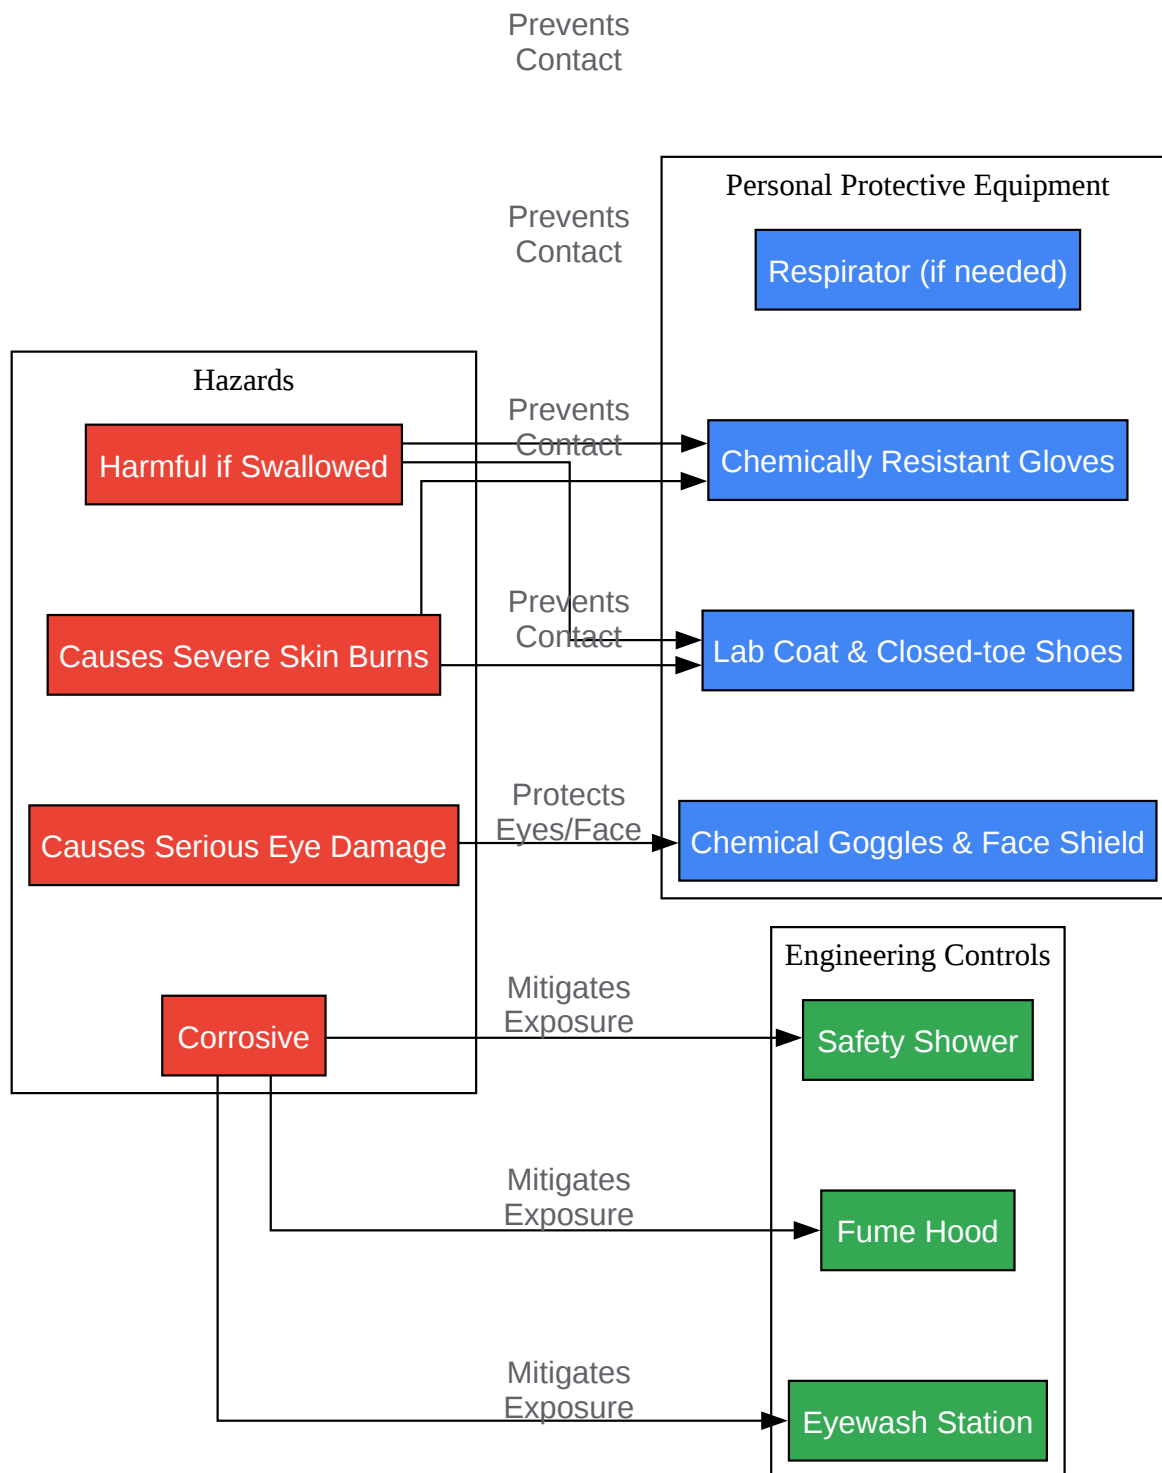 Prevents
Contact
Personal Protective Equipment
Prevents
Contact
Respirator (if needed)
Hazards
Prevents
Contact
Harmful if Swallowed
Chemically Resistant Gloves
Prevents
Contact
Causes Severe Skin Burns
Lab Coat & Closed-toe Shoes
Protects
Eyes/Face
Causes Serious Eye Damage
Chemical Goggles & Face Shield
Engineering Controls
Mitigates
Exposure
Corrosive
Safety Shower
Mitigates
Exposure
Fume Hood
Mitigates
Exposure
Eyewash Station